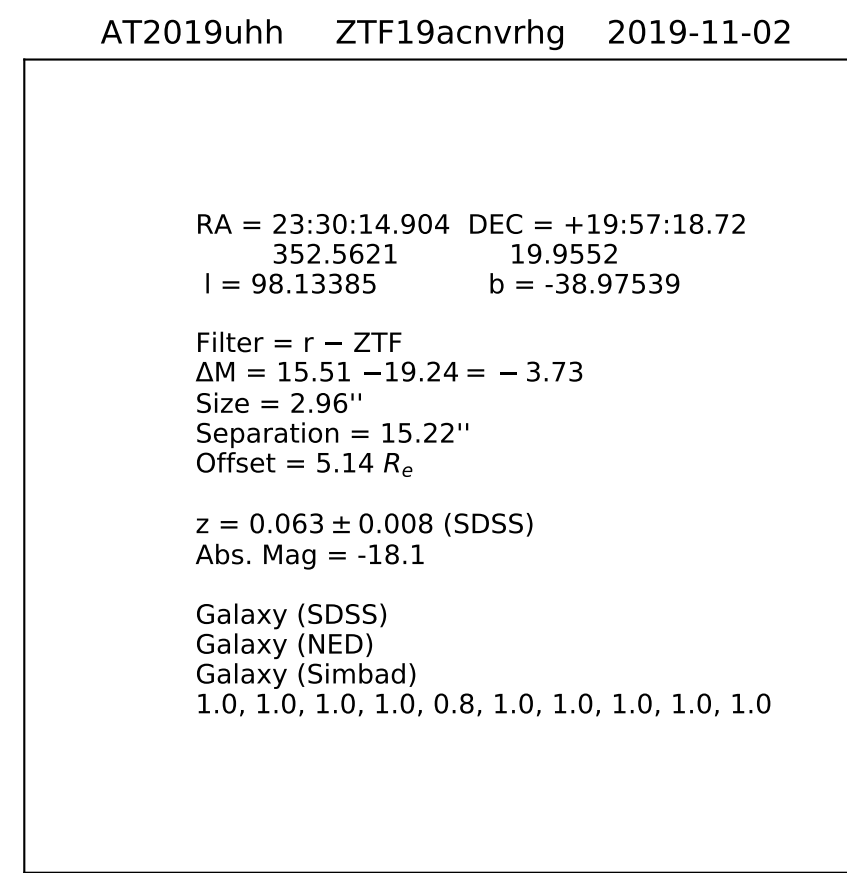 AT2019uhh ZTF19acnvrhg 2019-11-02
RA = 23:30:14.904 DEC = +19:57:18.72
352.5621 19.9552
l = 98.13385 b = -38.97539
Filter = r − ZTF
ΔM = 15.51 −19.24 = − 3.73
Size = 2.96''
Separation = 15.22''
Offset = 5.14 Rₑ
z = 0.063 ± 0.008 (SDSS)
Abs. Mag = -18.1
Galaxy (SDSS)
Galaxy (NED)
Galaxy (Simbad)
1.0, 1.0, 1.0, 1.0, 0.8, 1.0, 1.0, 1.0, 1.0, 1.0